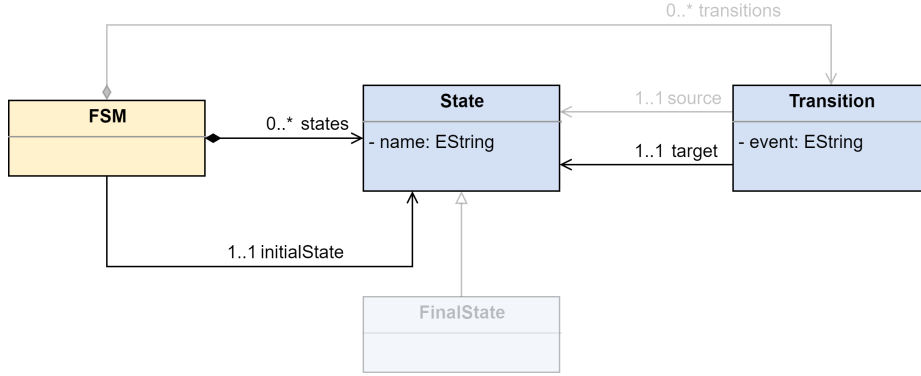 0..* transitions
FSM
State
Transition
1..1 source
0..* states
- name: EString
- event: EString
1..1 target
1..1 initialState
FinalState